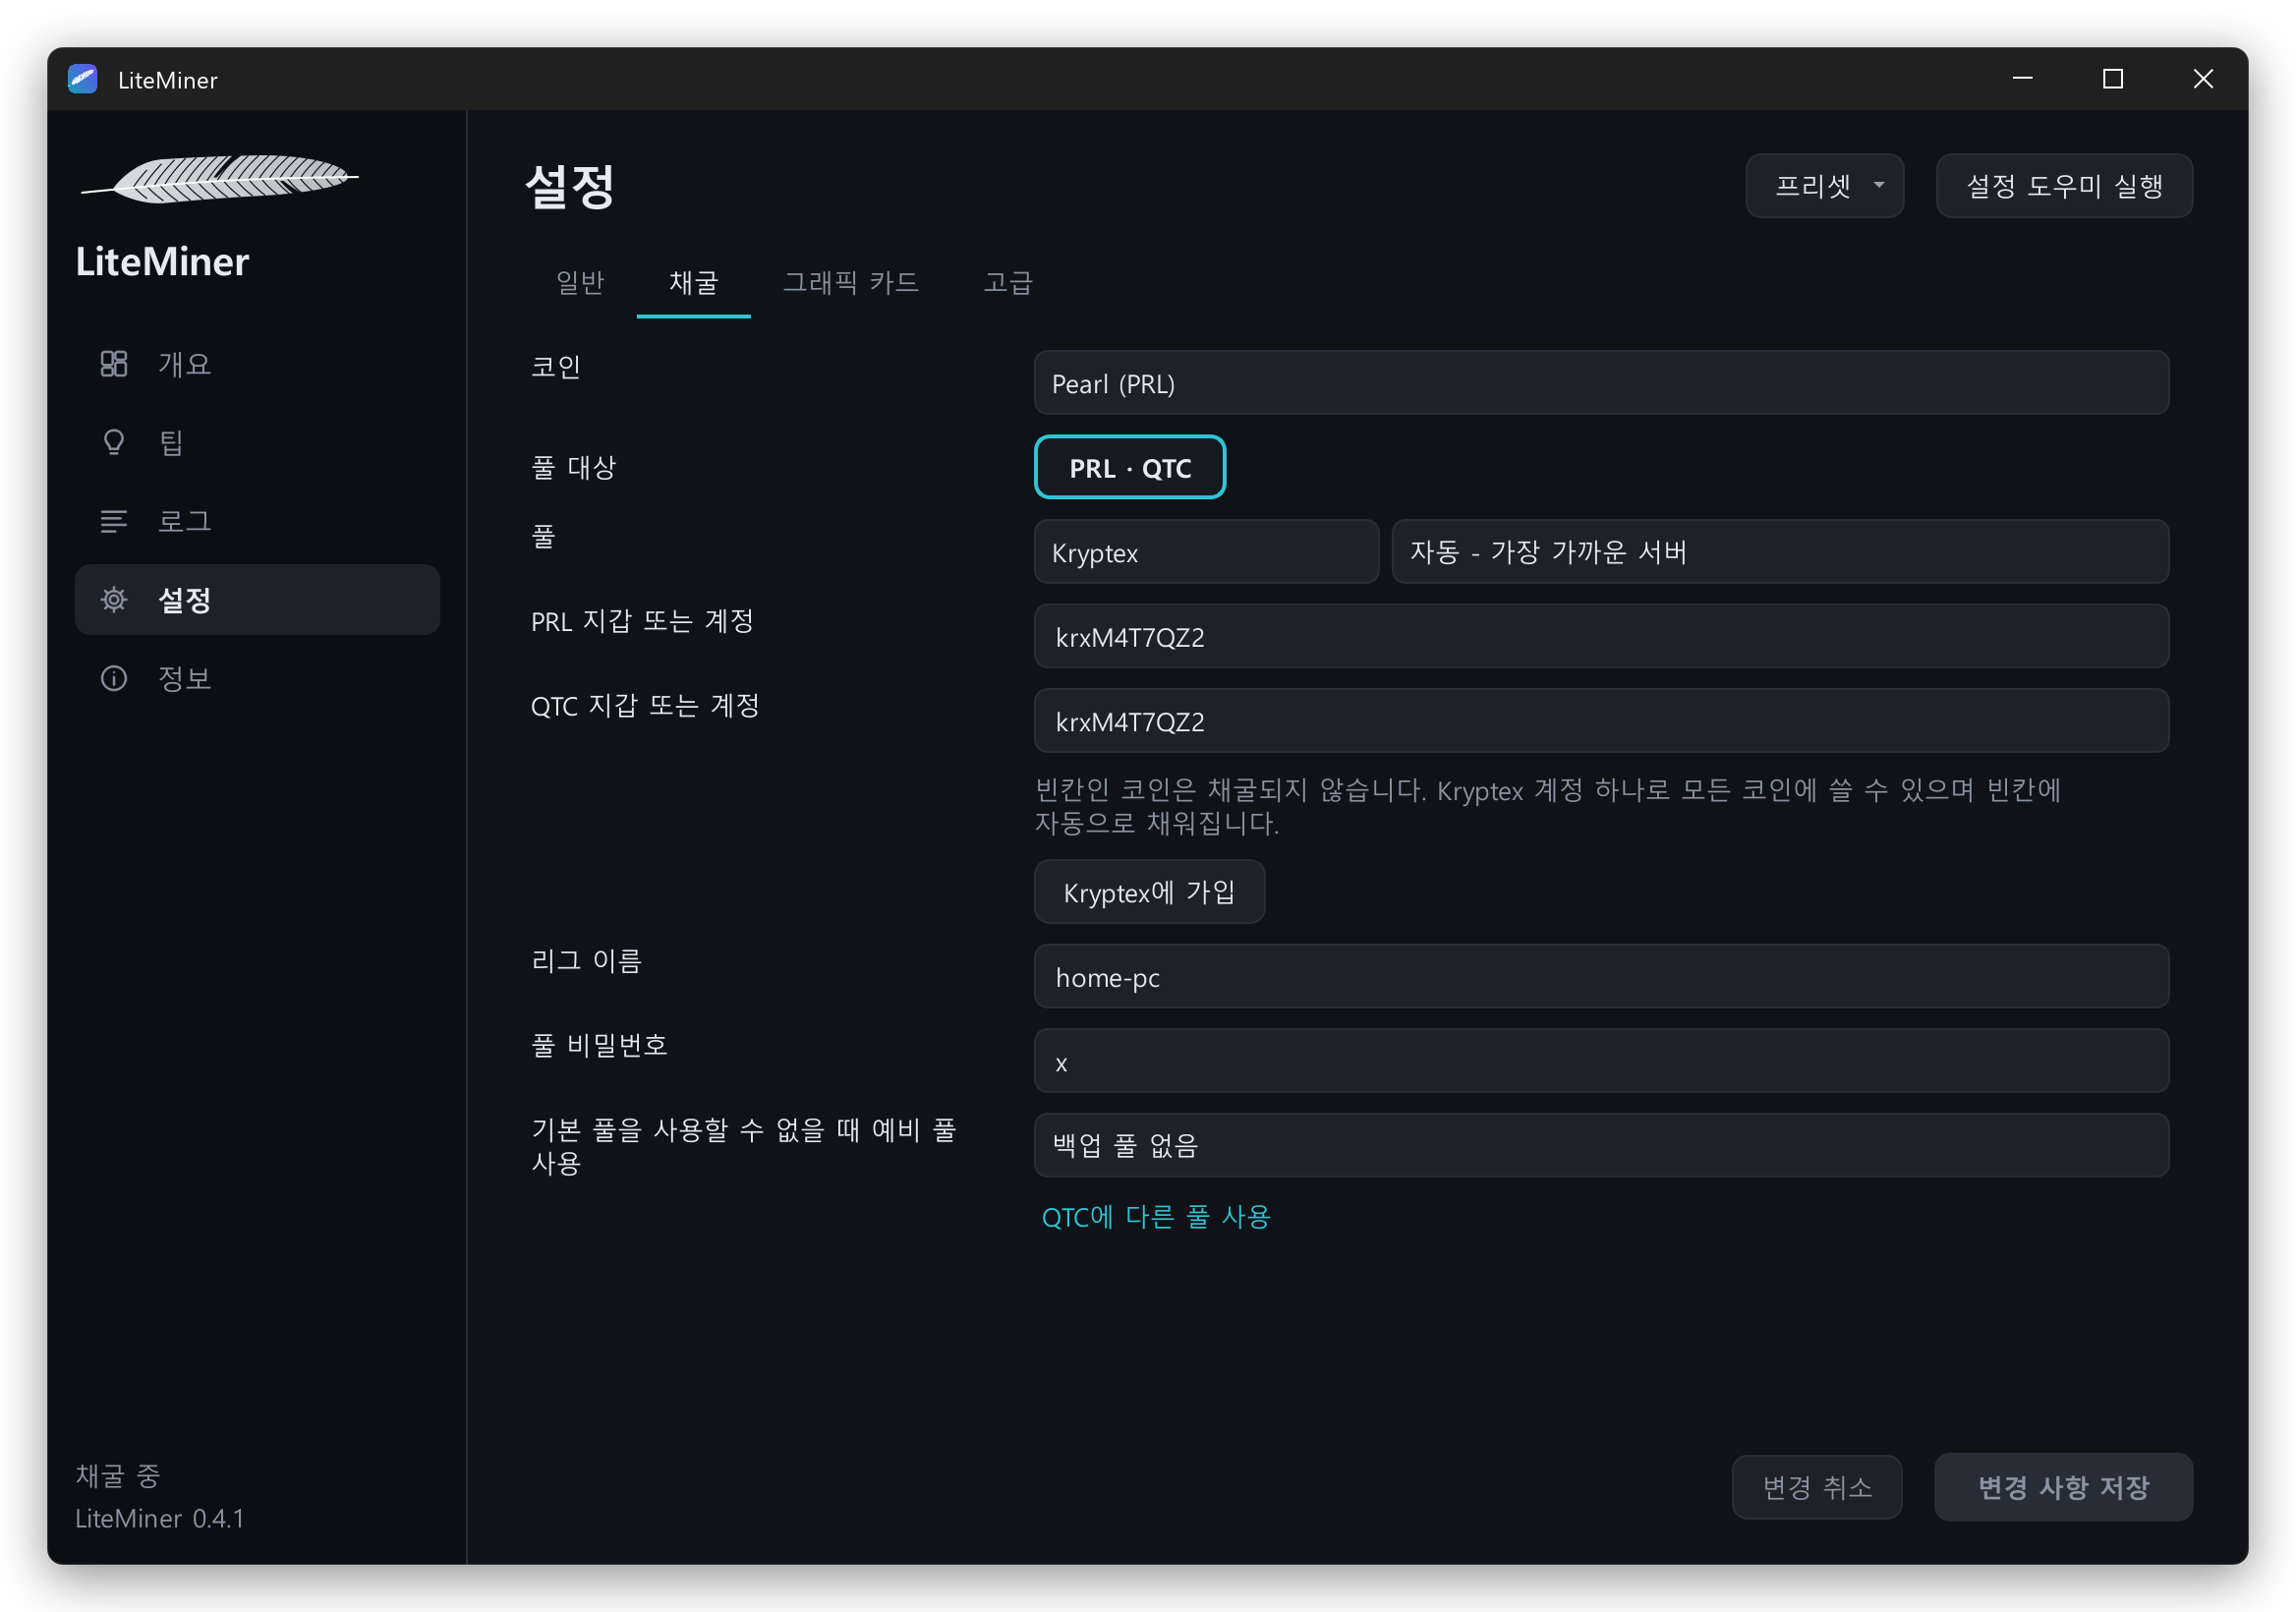 LiteMiner
LiteMiner
개요
팁
로그
설정
정보
채굴 중
LiteMiner 0.4.1
설정
프리셋
설정 도우미 실행
일반
채굴
그래픽 카드
고급
코인
Pearl (PRL)
풀 대상
PRL · QTC
풀
Kryptex
자동 - 가장 가까운 서버
PRL 지갑 또는 계정
krxM4T7QZ2
QTC 지갑 또는 계정
krxM4T7QZ2
빈칸인 코인은 채굴되지 않습니다. Kryptex 계정 하나로 모든 코인에 쓸 수 있으며 빈칸에
자동으로 채워집니다.
Kryptex에 가입
리그 이름
home-pc
풀 비밀번호
x
기본 풀을 사용할 수 없을 때 예비 풀
사용
백업 풀 없음
QTC에 다른 풀 사용
변경 취소
변경 사항 저장